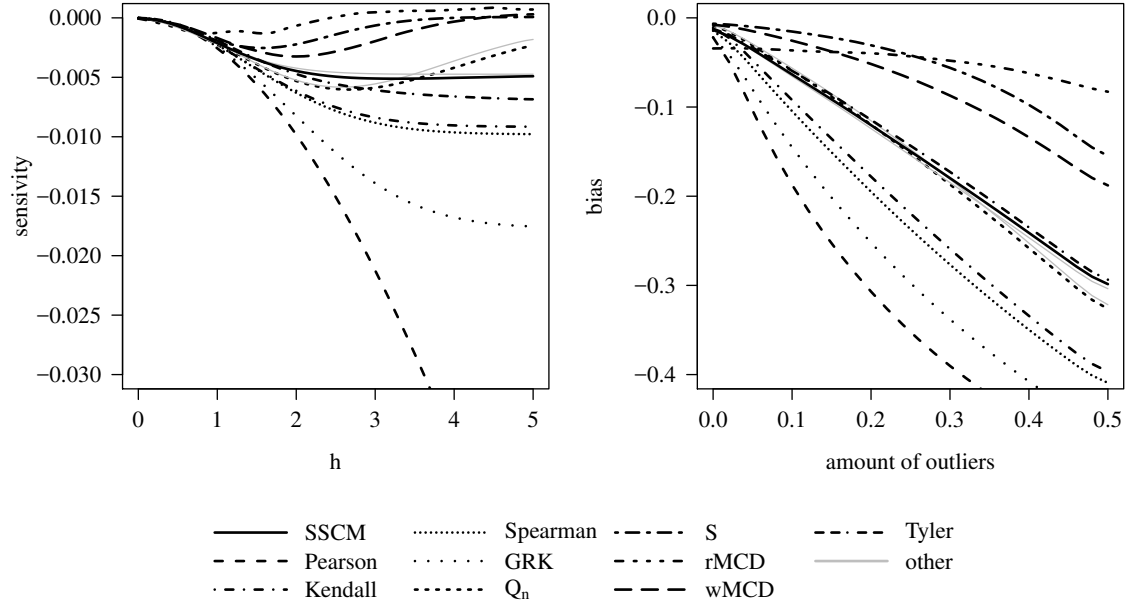 0.000
−0.005
−0.010
−0.015
−0.020
−0.025
−0.030
sensivity
0 1 2 3 4 5
h
0.0
−0.1
−0.2
−0.3
−0.4
bias
0.0 0.1 0.2 0.3 0.4 0.5
amount of outliers
SSCM Spearman S Tyler
Pearson GRK rMCD other
Kendall Qn wMCD